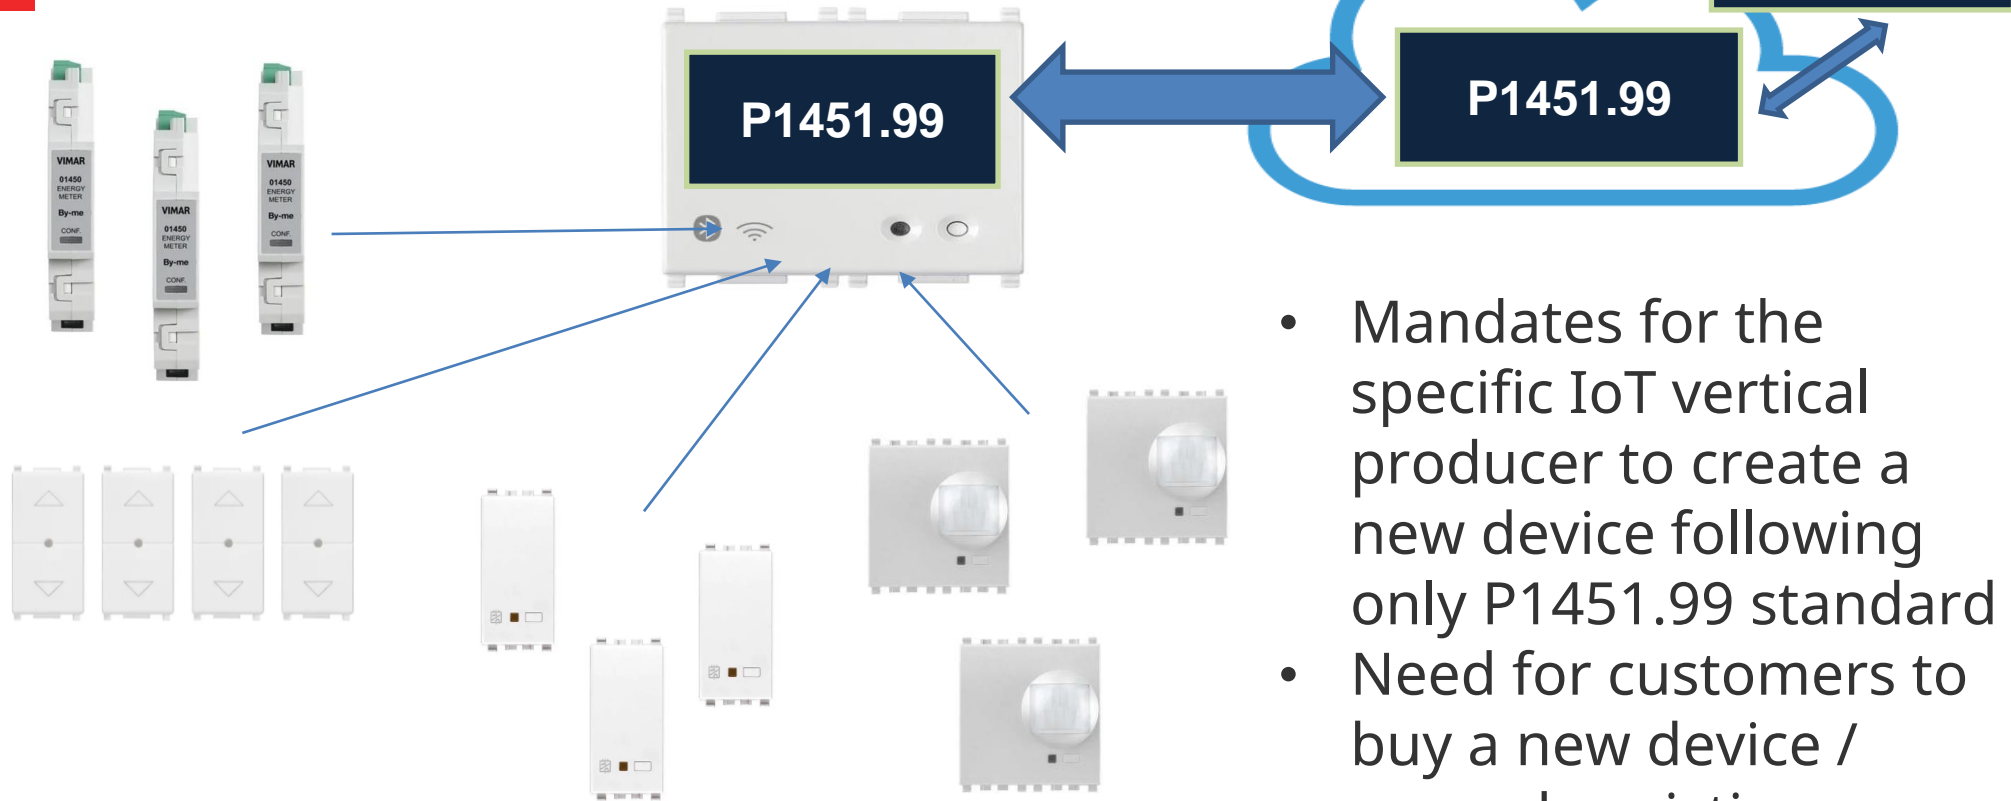 VIMAR
01450
ENERGY
METER
By-me
CONF.
VIMAR
01450
ENERGY
METER
By-me
CONF.
VIMAR
01450
ENERGY
METER
By-me
CONF.
P1451.99
P1451.99
• Mandates for the
specific IoT vertical
producer to create a
new device following
only P1451.99 standard
• Need for customers to
buy a new device /